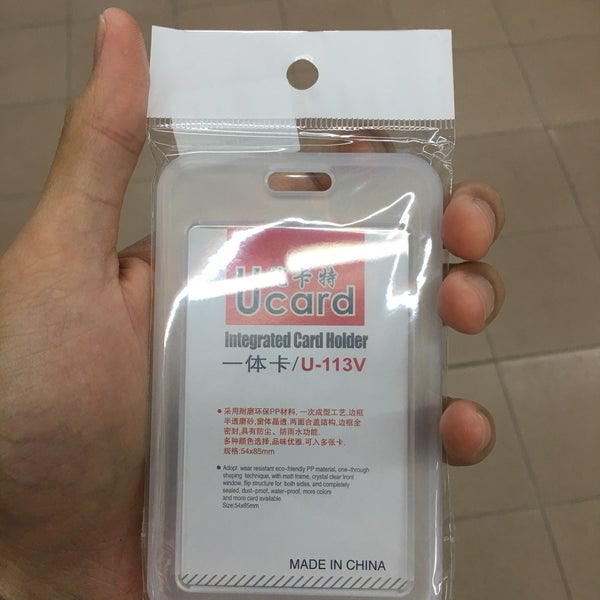 优卡特
Ucard
Integrated Card Holder
一体卡/U-113V
●采用耐磨环保PP材料, 一次成型工艺, 边框
半透磨砂, 窗体晶透, 两面合盖结构, 边框全
密封, 具有防尘、防雨水功能.
多种颜色选择, 品味优雅. 可入多张卡.
规格:54x85mm
●Adopt wear resistant eco-friendly PP material, one-through
shaping technique, with matt frame, crystal clear front
window, flip structure for both sides, and completely
sealed, dust-proof, water-proof, more colors
and more card available.
Size:54x85mm
MADE IN CHINA